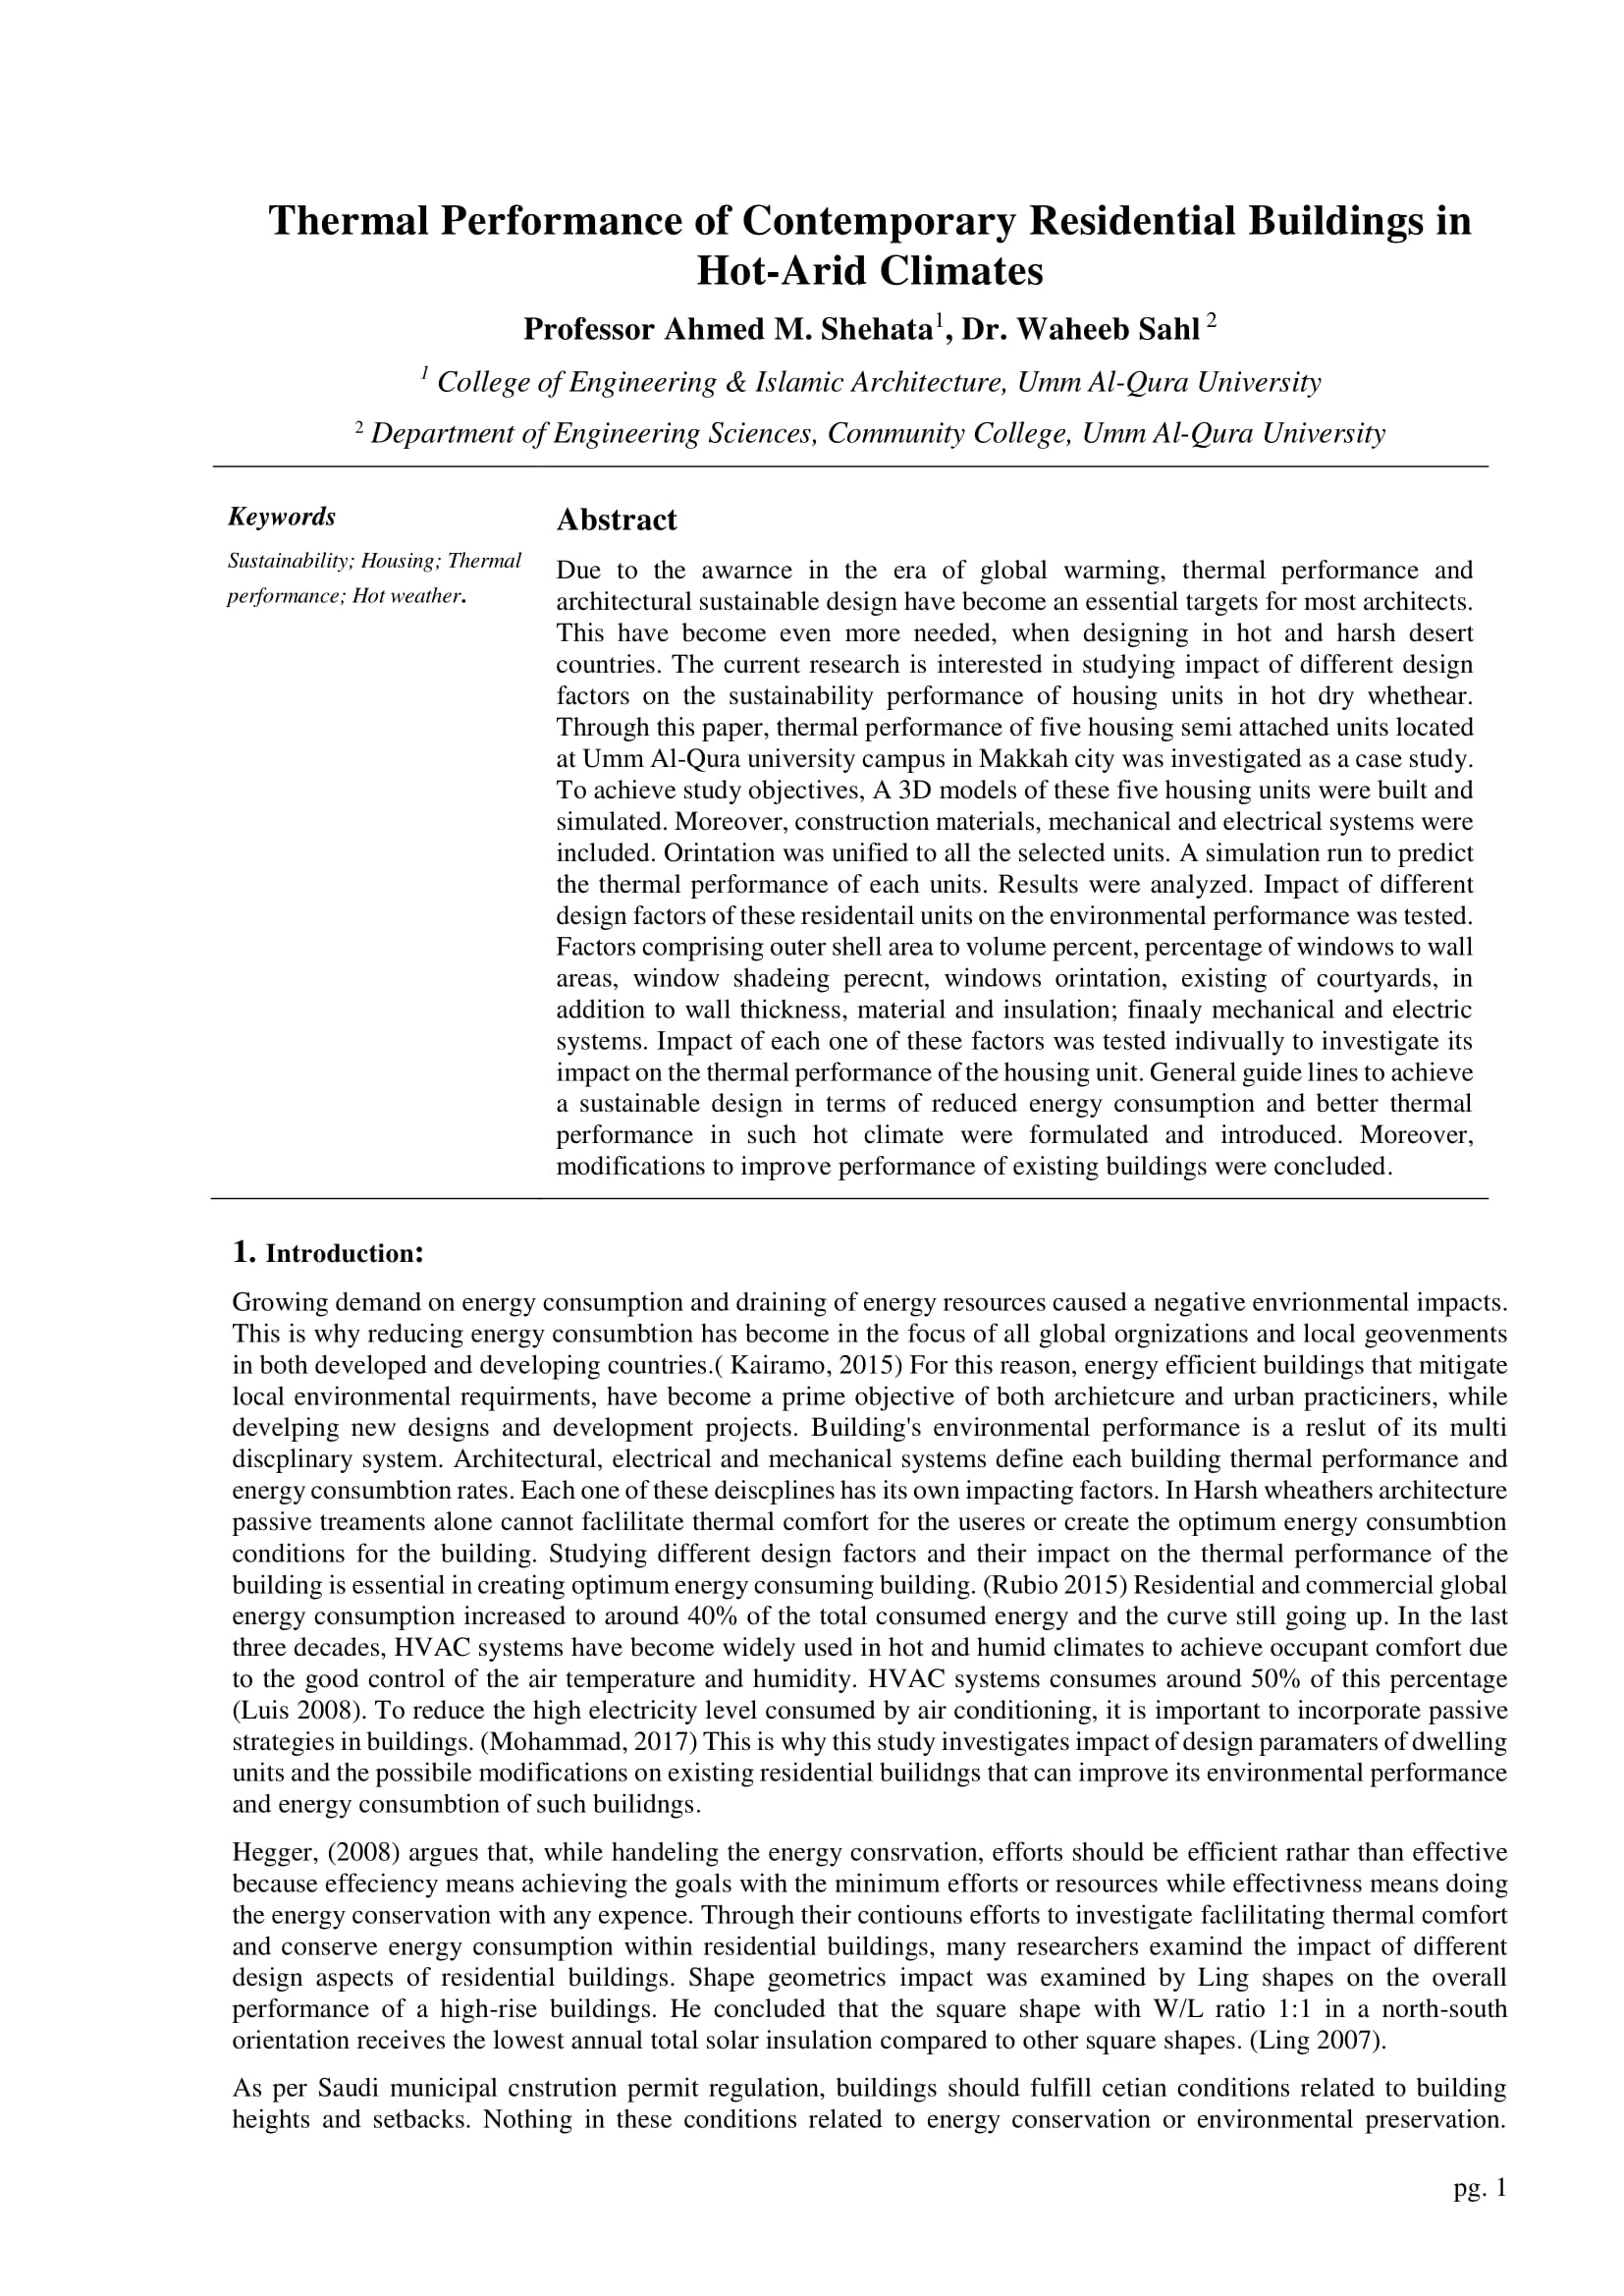 Thermal Performance of Contemporary Residential Buildings in
Hot-Arid Climates
Professor Ahmed M. Shehata1, Dr. Waheeb Sahl 2
1 College of Engineering & Islamic Architecture, Umm Al-Qura University
2 Department of Engineering Sciences, Community College, Umm Al-Qura University
Keywords
Sustainability; Housing; Thermal
performance; Hot weather.
Abstract
Due to the awarnce in the era of global warming, thermal performance and
architectural sustainable design have become an essential targets for most architects.
This have become even more needed, when designing in hot and harsh desert
countries. The current research is interested in studying impact of different design
factors on the sustainability performance of housing units in hot dry whethear.
Through this paper, thermal performance of five housing semi attached units located
at Umm Al-Qura university campus in Makkah city was investigated as a case study.
To achieve study objectives, A 3D models of these five housing units were built and
simulated. Moreover, construction materials, mechanical and electrical systems were
included. Orintation was unified to all the selected units. A simulation run to predict
the thermal performance of each units. Results were analyzed. Impact of different
design factors of these residentail units on the environmental performance was tested.
Factors comprising outer shell area to volume percent, percentage of windows to wall
areas, window shadeing perecnt, windows orintation, existing of courtyards, in
addition to wall thickness, material and insulation; finaaly mechanical and electric
systems. Impact of each one of these factors was tested indivually to investigate its
impact on the thermal performance of the housing unit. General guide lines to achieve
a sustainable design in terms of reduced energy consumption and better thermal
performance in such hot climate were formulated and introduced. Moreover,
modifications to improve performance of existing buildings were concluded.
1. Introduction:
Growing demand on energy consumption and draining of energy resources caused a negative envrionmental impacts.
This is why reducing energy consumbtion has become in the focus of all global orgnizations and local geovenments
in both developed and developing countries.( Kairamo, 2015) For this reason, energy efficient buildings that mitigate
local environmental requirments, have become a prime objective of both archietcure and urban practiciners, while
develping new designs and development projects. Building's environmental performance is a reslut of its multi
discplinary system. Architectural, electrical and mechanical systems define each building thermal performance and
energy consumbtion rates. Each one of these deiscplines has its own impacting factors. In Harsh wheathers architecture
passive treaments alone cannot faclilitate thermal comfort for the useres or create the optimum energy consumbtion
conditions for the building. Studying different design factors and their impact on the thermal performance of the
building is essential in creating optimum energy consuming building. (Rubio 2015) Residential and commercial global
energy consumption increased to around 40% of the total consumed energy and the curve still going up. In the last
three decades, HVAC systems have become widely used in hot and humid climates to achieve occupant comfort due
to the good control of the air temperature and humidity. HVAC systems consumes around 50% of this percentage
(Luis 2008). To reduce the high electricity level consumed by air conditioning, it is important to incorporate passive
strategies in buildings. (Mohammad, 2017) This is why this study investigates impact of design paramaters of dwelling
units and the possibile modifications on existing residential builidngs that can improve its environmental performance
and energy consumbtion of such builidngs.
Hegger, (2008) argues that, while handeling the energy consrvation, efforts should be efficient rathar than effective
because effeciency means achieving the goals with the minimum efforts or resources while effectivness means doing
the energy conservation with any expence. Through their contiouns efforts to investigate faclilitating thermal comfort
and conserve energy consumption within residential buildings, many researchers examind the impact of different
design aspects of residential buildings. Shape geometrics impact was examined by Ling shapes on the overall
performance of a high-rise buildings. He concluded that the square shape with W/L ratio 1:1 in a north-south
orientation receives the lowest annual total solar insulation compared to other square shapes. (Ling 2007).
As per Saudi municipal cnstrution permit regulation, buildings should fulfill cetian conditions related to building
heights and setbacks. Nothing in these conditions related to energy conservation or environmental preservation.
pg. 1